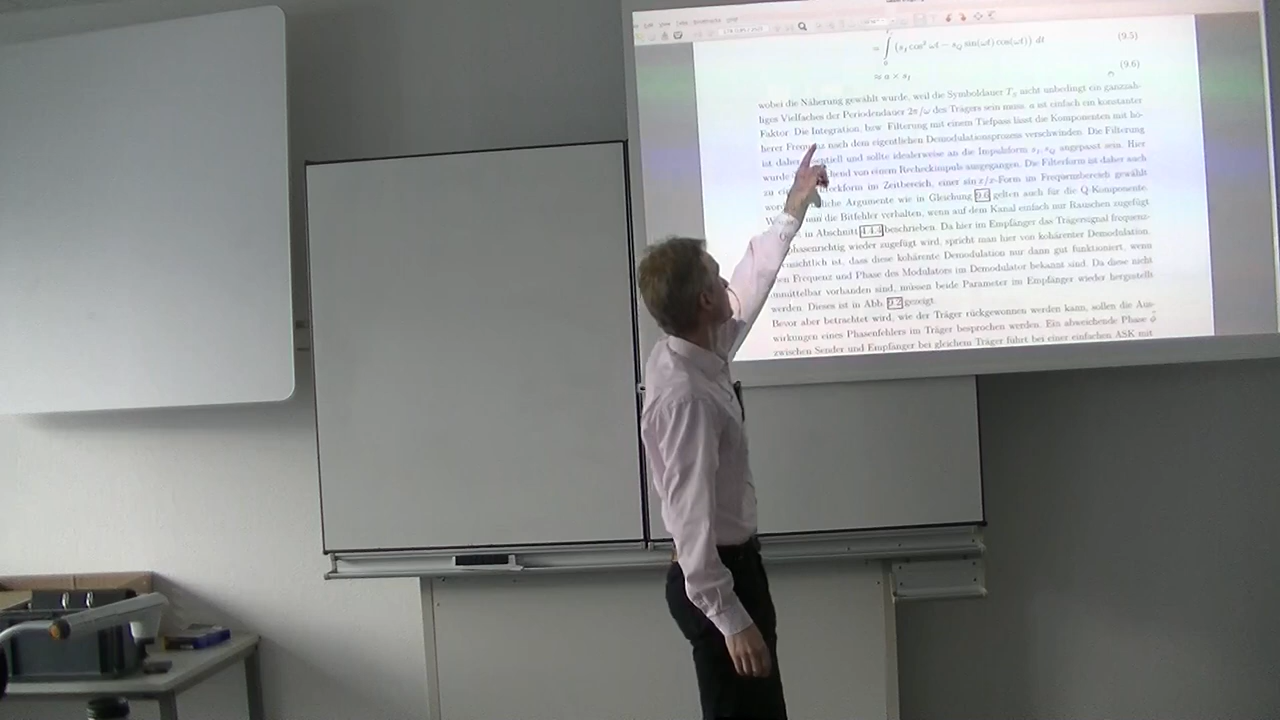 = ∫ (s_I cos² ωt − s_Q sin(ωt) cos(ωt)) dt (9.5)
≈ a × s_I (9.6)
wobei die Näherung gewählt wurde, weil die Symboldauer T_S nicht unbedingt ein ganzzah-
liges Vielfaches der Periodendauer 2π/ω des Trägers sein muss. a ist einfach ein konstanter
Faktor. Die Integration, bzw. Filterung mit einem Tiefpass lässt die Komponenten mit hö-
herer Frequenz nach dem eigentlichen Demodulationsprozess verschwinden. Die Filterung
ist daher essentiell und sollte idealerweise an die Impulsform s_I, s_Q angepasst sein. Hier
wurde von einem Rechteckimpuls ausgegangen. Die Filterform ist daher auch
zu im Zeitbereich, einer sin x/x-Form im Frequenzbereich gewählt
Argumente wie in Gleichung 9.6 gelten auch für die Q-Komponente.
die Bitfehler verhalten, wenn auf dem Kanal einfach nur Rauschen zugefügt
in Abschnitt 4.4.4 beschrieben. Da hier im Empfänger das Trägersignal frequenz-
phasenrichtig wieder zugefügt wird, spricht man hier von kohärenter Demodulation.
ist, dass diese kohärente Demodulation nur dann gut funktioniert, wenn
Frequenz und Phase des Modulators im Demodulator bekannt sind. Da diese nicht
unmittelbar vorhanden sind, müssen beide Parameter im Empfänger wieder hergestellt
werden. Dieses ist in Abb. 9.2 gezeigt.
Bevor aber betrachtet wird, wie der Träger rückgewonnen werden kann, sollen die Aus-
wirkungen eines Phasenfehlers im Träger besprochen werden. Ein abweichende Phase ϕ
zwischen Sender und Empfänger bei gleichem Träger führt bei einer einfachen ASK mit